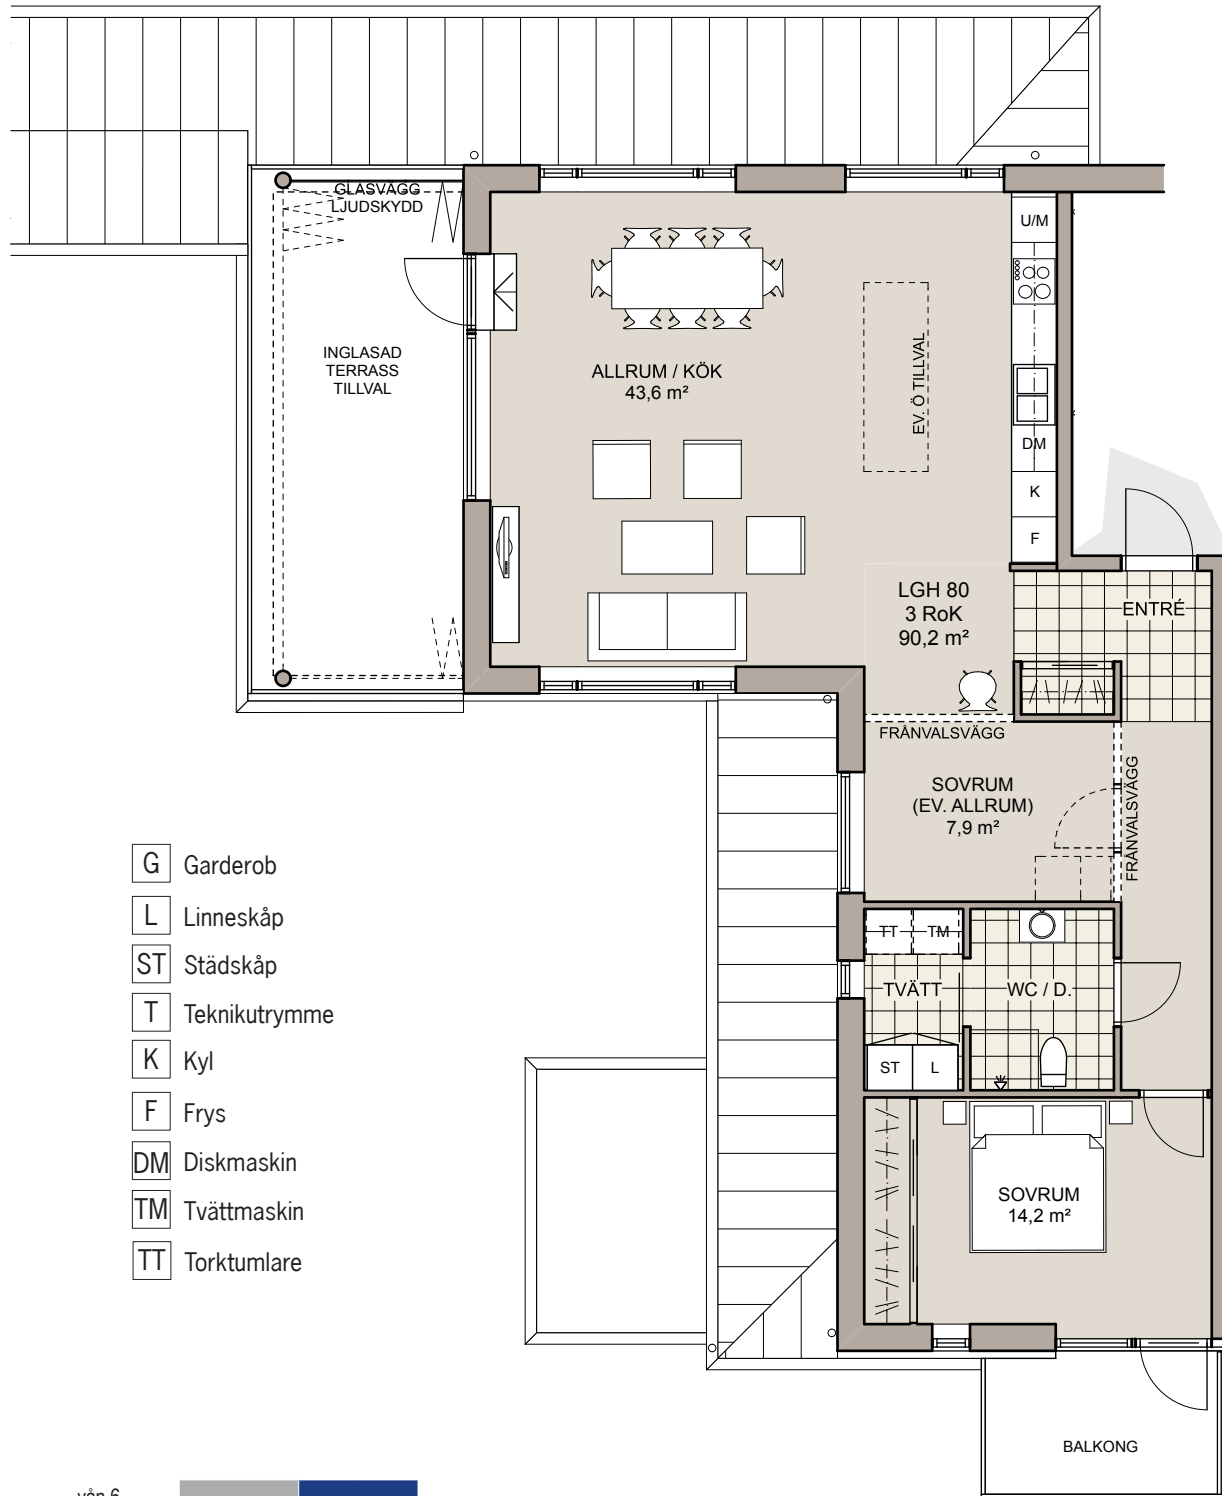 GLASVÄGG
LJUDSKYDD
U/M
INGLASAD
TERRASS
TILLVAL
ALLRUM / KÖK
43,6 m²
EV. Ö TILLVAL
DM
K
F
LGH 80
3 RoK
90,2 m²
ENTRÉ
FRÅNVALSVÄGG
SOVRUM
(EV. ALLRUM)
7,9 m²
FRÅNVALSVÄGG
TT
TM
TVÄTT
WC / D.
ST
L
SOVRUM
14,2 m²
BALKONG
G Garderob
L Linneskåp
ST Städskåp
T Teknikutrymme
K Kyl
F Frys
DM Diskmaskin
TM Tvättmaskin
TT Torktumlare
vån 6